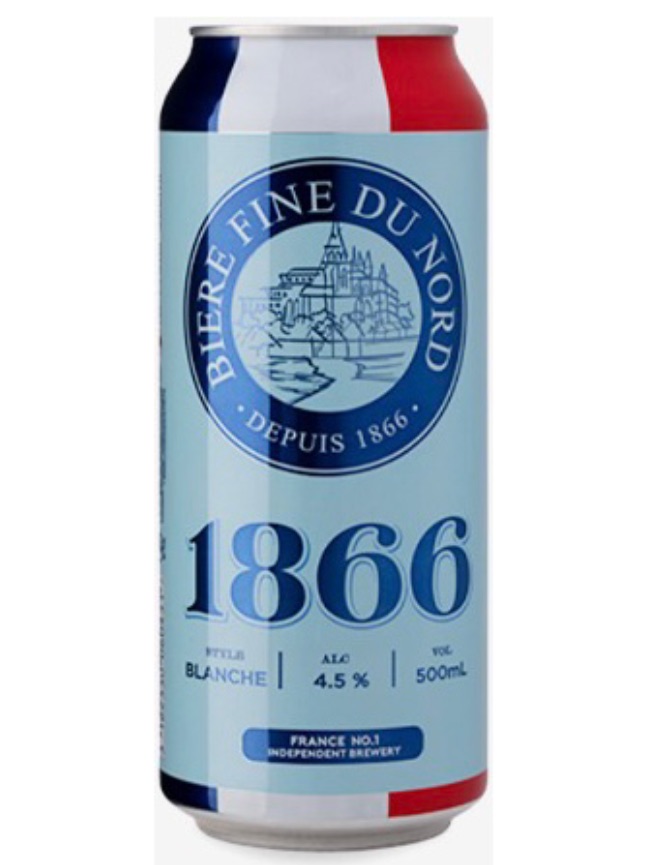 BIERE FINE DU NORD
· DEPUIS 1866 ·
1866
STYLE ALC VOL
BLANCHE 4.5 % 500mL
FRANCE NO.1
INDEPENDENT BREWERY